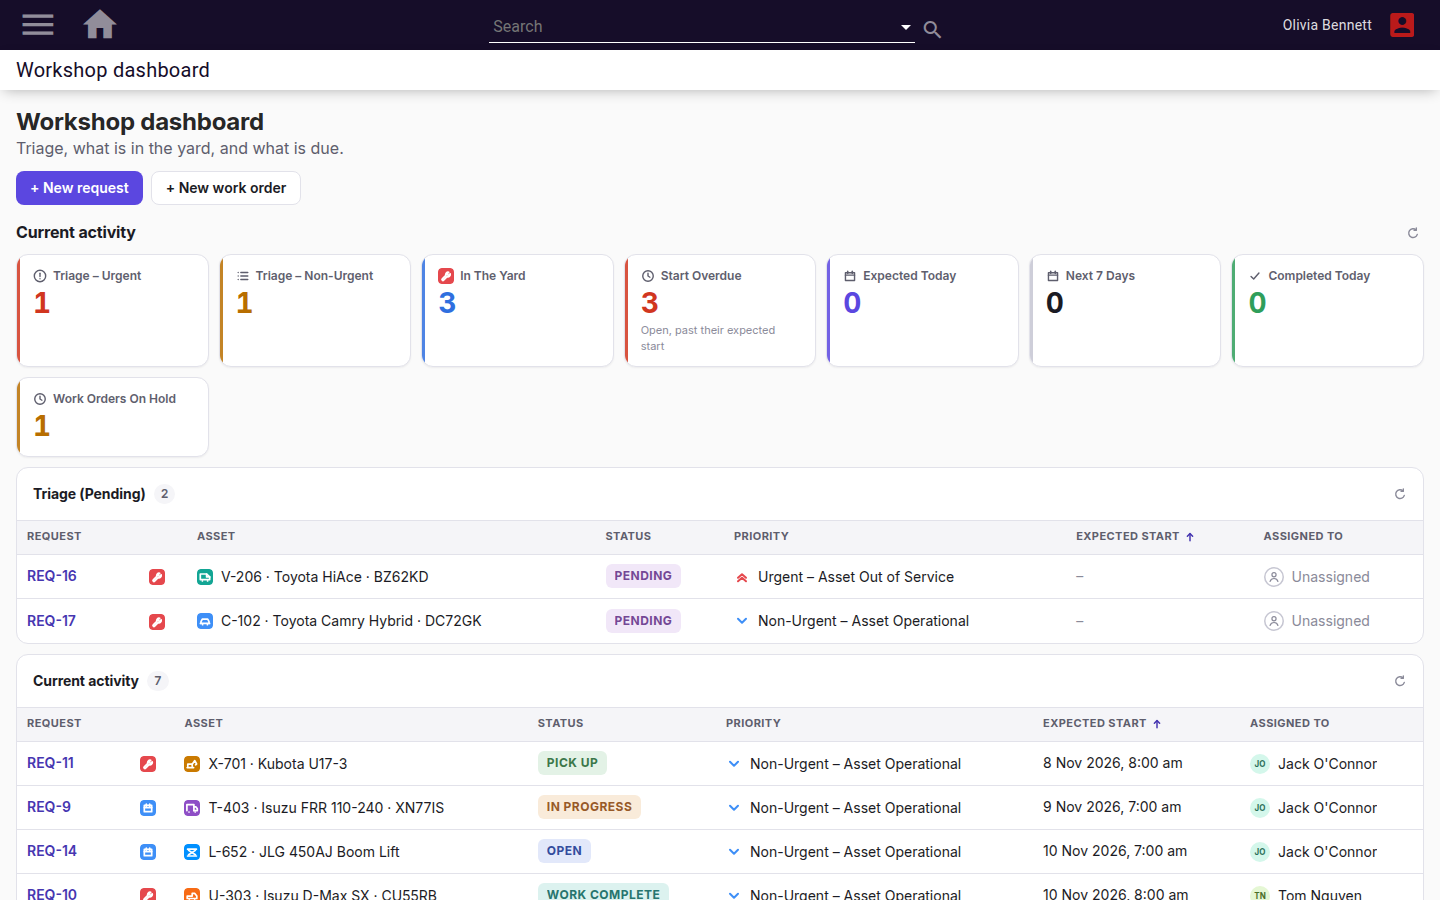 Search
Olivia Bennett
Workshop dashboard
Workshop dashboard
Triage, what is in the yard, and what is due.
+ New request
+ New work order
Current activity
Triage – Urgent
1
Triage – Non-Urgent
1
In The Yard
3
Start Overdue
3
Open, past their expected
start
Expected Today
0
Next 7 Days
0
Completed Today
0
Work Orders On Hold
1
Triage (Pending) 2
REQUEST ASSET STATUS PRIORITY EXPECTED START ASSIGNED TO
REQ-16 V-206 · Toyota HiAce · BZ62KD PENDING Urgent – Asset Out of Service – Unassigned
REQ-17 C-102 · Toyota Camry Hybrid · DC72GK PENDING Non-Urgent – Asset Operational – Unassigned
Current activity 7
REQUEST ASSET STATUS PRIORITY EXPECTED START ASSIGNED TO
REQ-11 X-701 · Kubota U17-3 PICK UP Non-Urgent – Asset Operational 8 Nov 2026, 8:00 am JO Jack O'Connor
REQ-9 T-403 · Isuzu FRR 110-240 · XN77IS IN PROGRESS Non-Urgent – Asset Operational 9 Nov 2026, 7:00 am JO Jack O'Connor
REQ-14 L-652 · JLG 450AJ Boom Lift OPEN Non-Urgent – Asset Operational 10 Nov 2026, 7:00 am JO Jack O'Connor
REQ-10 U-303 · Isuzu D-Max SX · CU55RB WORK COMPLETE Non-Urgent – Asset Operational 10 Nov 2026, 8:00 am TN Tom Nguyen